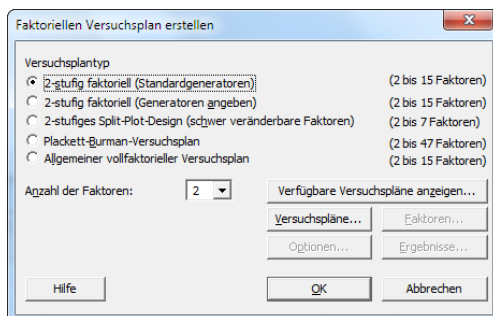 Faktoriellen Versuchsplan erstellen
x
Versuchsplantyp
2-stufig faktoriell (Standardgeneratoren) (2 bis 15 Faktoren)
2-stufig faktoriell (Generatoren angeben) (2 bis 15 Faktoren)
2-stufiges Split-Plot-Design (schwer veränderbare Faktoren) (2 bis 7 Faktoren)
Plackett-Burman-Versuchsplan (2 bis 47 Faktoren)
Allgemeiner vollfaktorieller Versuchsplan (2 bis 15 Faktoren)
Anzahl der Faktoren: 2 Verfügbare Versuchspläne anzeigen...
Versuchspläne... Faktoren...
Optionen... Ergebnisse...
Hilfe OK Abbrechen